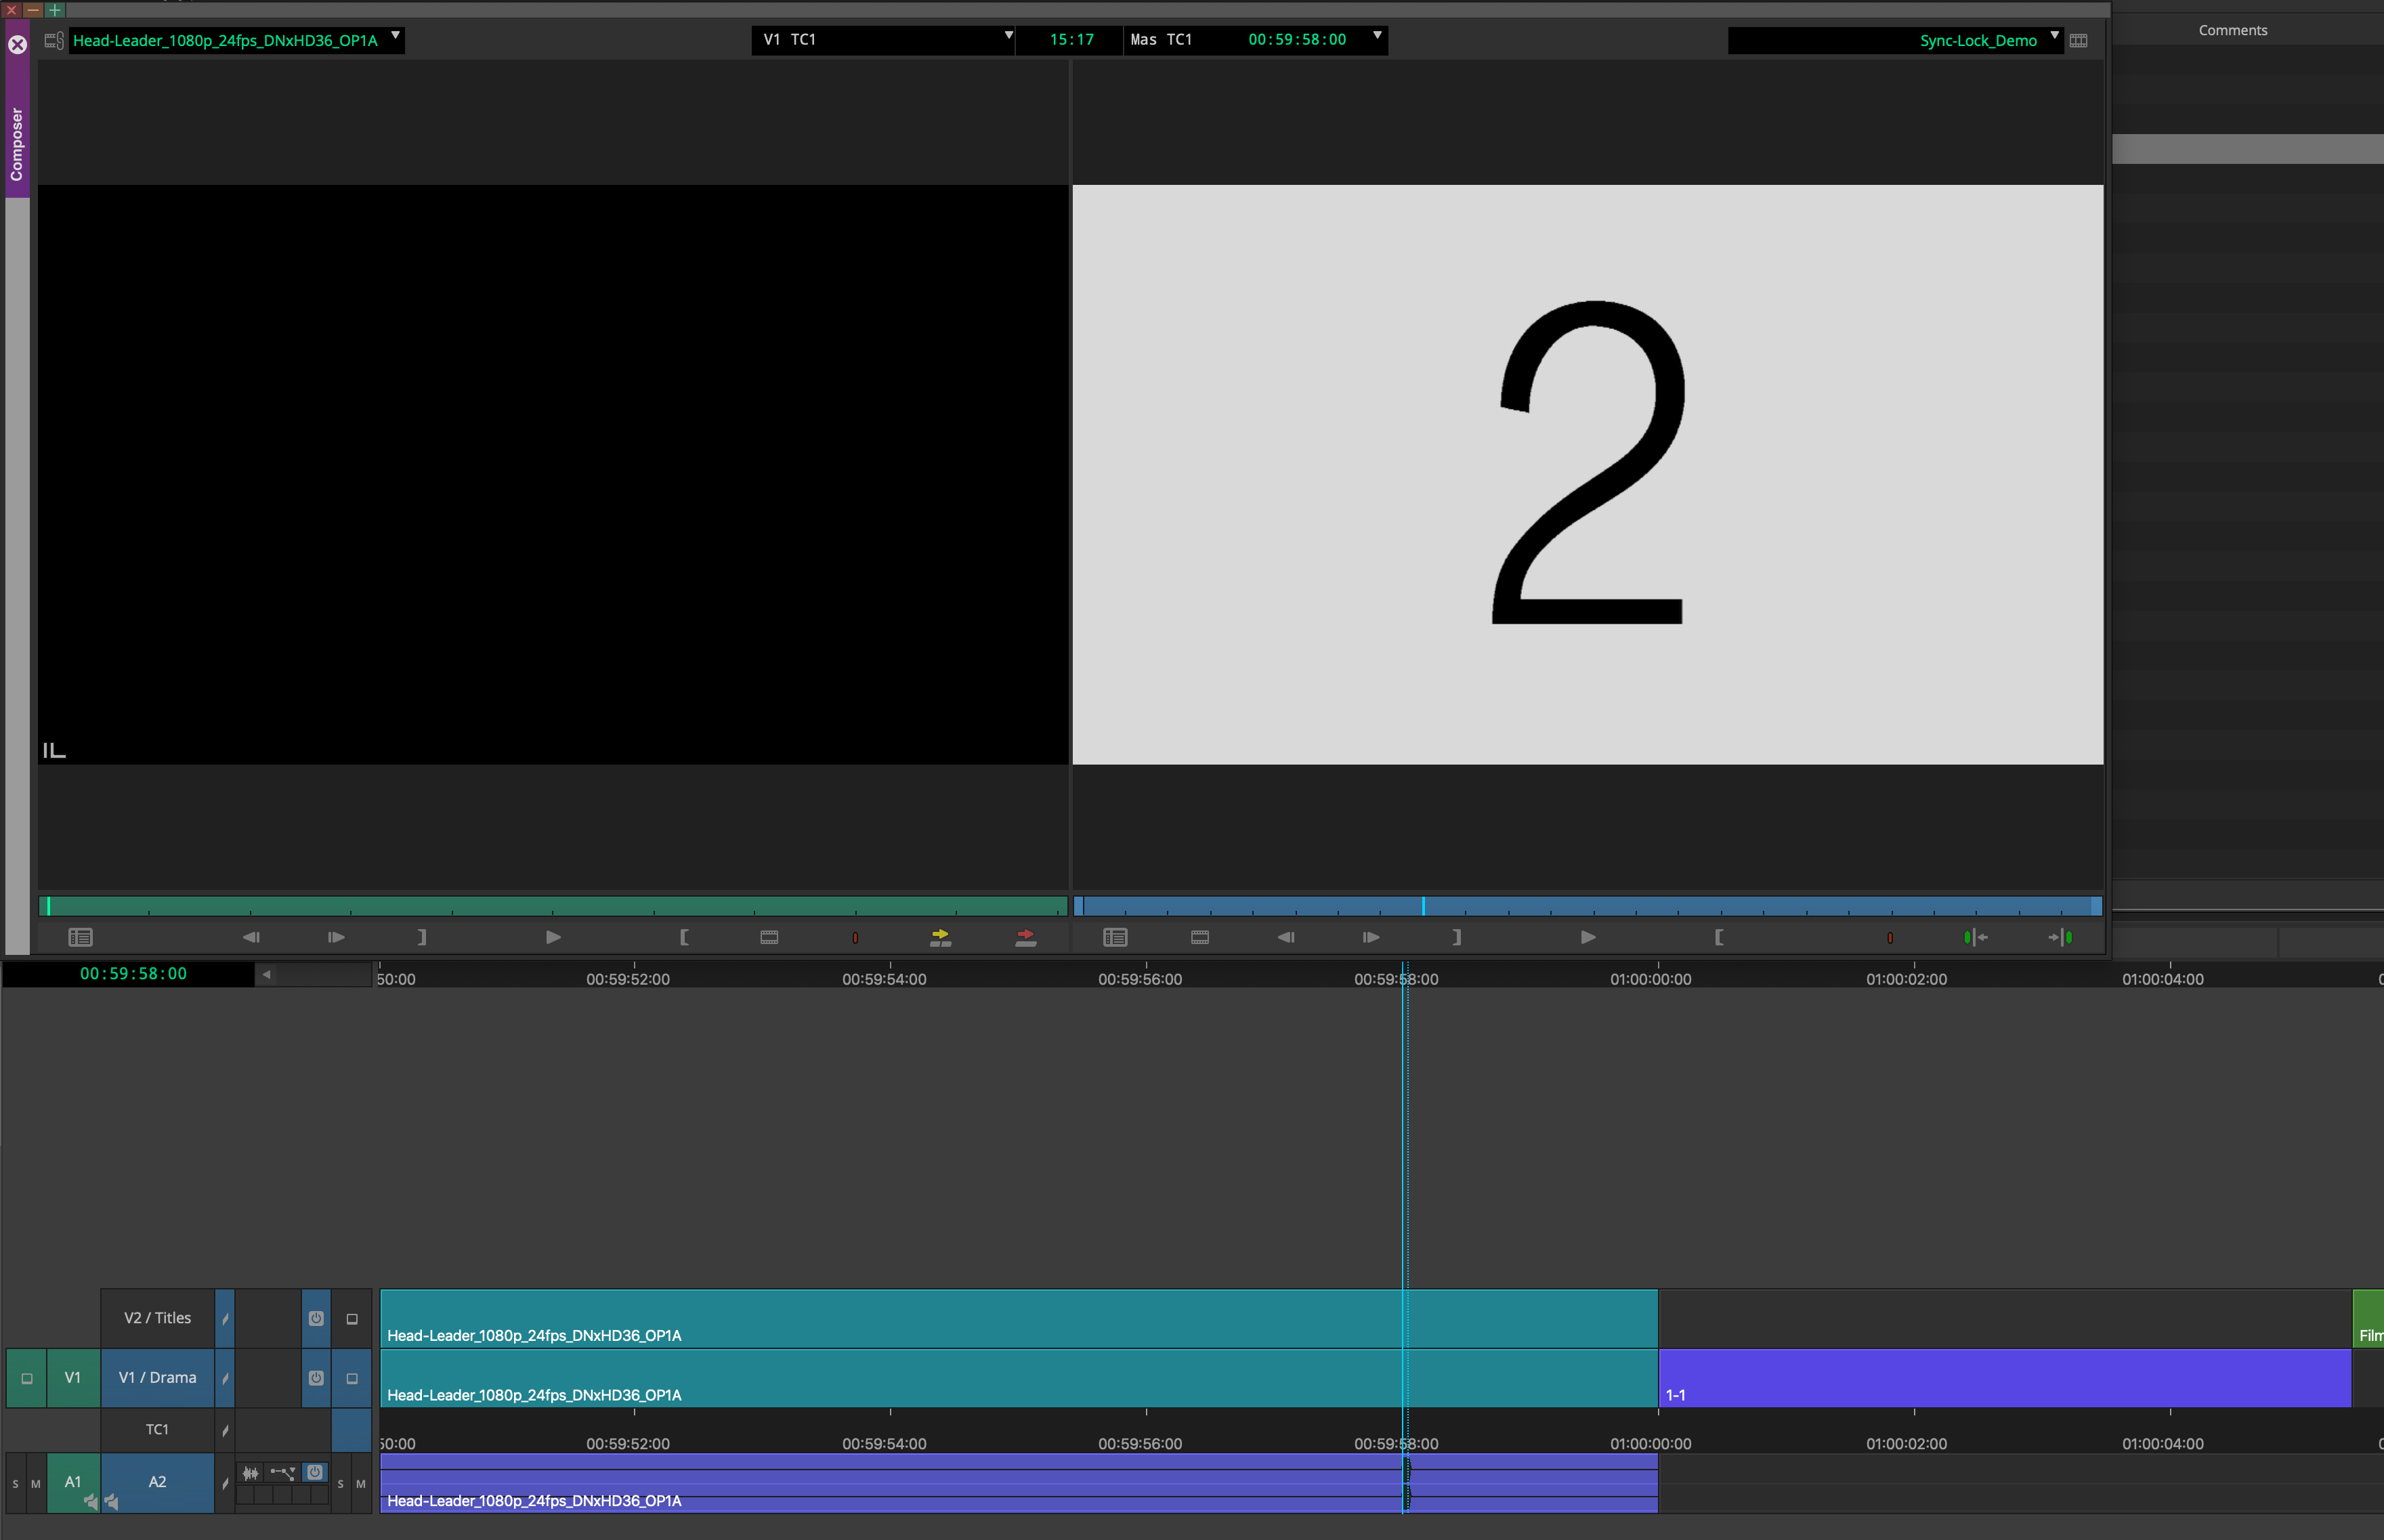 Head-Leader_1080p_24fps_DNxHD36_OP1A
V1 TC1
15:17
Mas TC1
00:59:58:00
Sync-Lock_Demo
Comments
Composer
2
00:59:58:00
50:00
00:59:52:00
00:59:54:00
00:59:56:00
00:59:58:00
01:00:00:00
01:00:02:00
01:00:04:00
V2 / Titles
Head-Leader_1080p_24fps_DNxHD36_OP1A
Film
V1
V1 / Drama
Head-Leader_1080p_24fps_DNxHD36_OP1A
1-1
TC1
50:00
00:59:52:00
00:59:54:00
00:59:56:00
00:59:58:00
01:00:00:00
01:00:02:00
01:00:04:00
S
M
A1
A2
S
M
Head-Leader_1080p_24fps_DNxHD36_OP1A